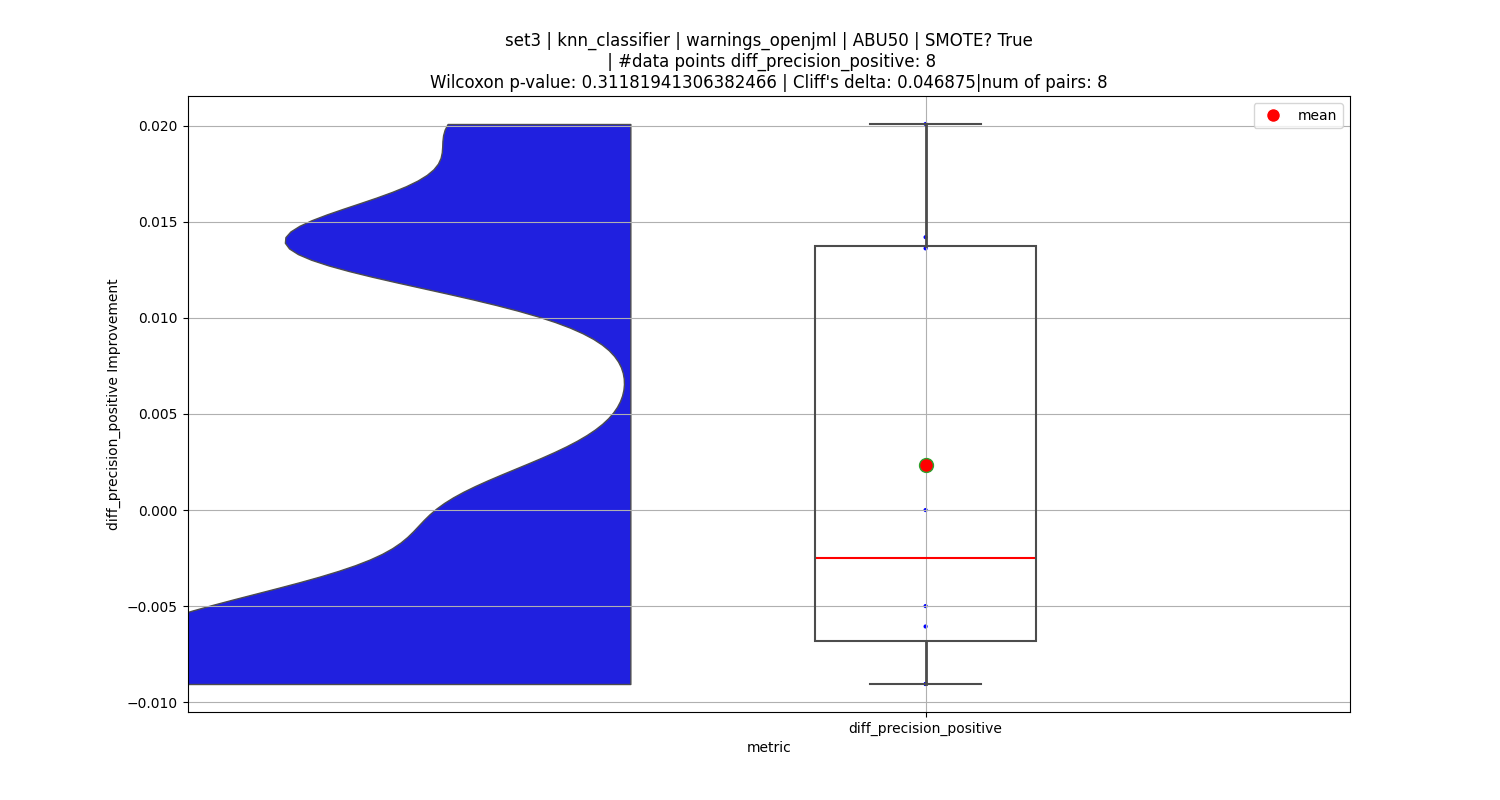 set3 | knn_classifier | warnings_openjml | ABU50 | SMOTE? True
| #data points diff_precision_positive: 8
Wilcoxon p-value: 0.31181941306382466 | Cliff's delta: 0.046875|num of pairs: 8
mean
0.020
0.015
0.010
0.005
0.000
−0.005
−0.010
diff_precision_positive Improvement
diff_precision_positive
metric